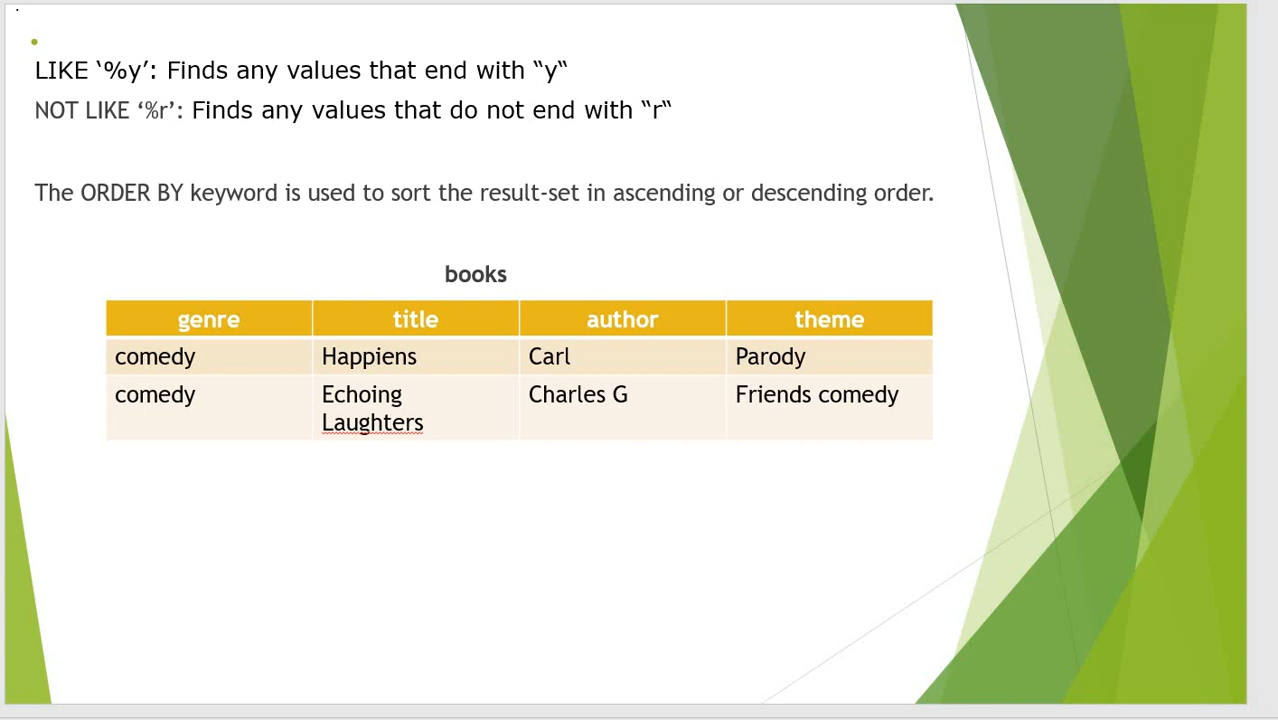 LIKE ‘%y’: Finds any values that end with “y“
NOT LIKE ‘%r’: Finds any values that do not end with “r“
The ORDER BY keyword is used to sort the result-set in ascending or descending order.
books
genre title author theme
comedy Happiens Carl Parody
comedy Echoing Laughters Charles G Friends comedy